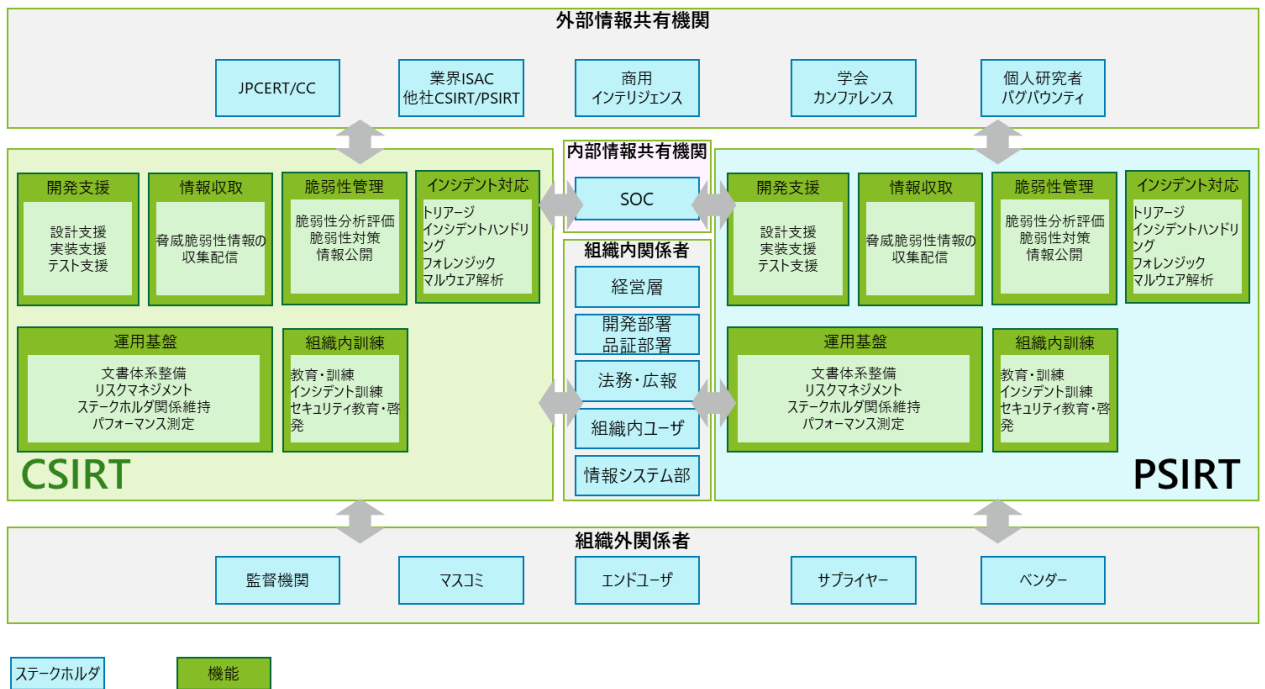 外部情報共有機関
JPCERT/CC
業界ISAC
他社CSIRT/PSIRT
商用
インテリジェンス
学会
カンファレンス
個人研究者
バグバウンティ
開発支援
設計支援
実装支援
テスト支援
情報収取
脅威脆弱性情報の
収集配信
脆弱性管理
脆弱性分析評価
脆弱性対策
情報公開
インシデント対応
トリアージ
インシデントハンドリ
ング
フォレンジック
マルウェア解析
運用基盤
文書体系整備
リスクマネジメント
ステークホルダ関係維持
パフォーマンス測定
組織内訓練
教育・訓練
インシデント訓練
セキュリティ教育・啓
発
CSIRT
内部情報共有機関
SOC
組織内関係者
経営層
開発部署
品証部署
法務・広報
組織内ユーザ
情報システム部
開発支援
設計支援
実装支援
テスト支援
情報収取
脅威脆弱性情報の
収集配信
脆弱性管理
脆弱性分析評価
脆弱性対策
情報公開
インシデント対応
トリアージ
インシデントハンドリ
ング
フォレンジック
マルウェア解析
運用基盤
文書体系整備
リスクマネジメント
ステークホルダ関係維持
パフォーマンス測定
組織内訓練
教育・訓練
インシデント訓練
セキュリティ教育・啓
発
PSIRT
組織外関係者
監督機関
マスコミ
エンドユーザ
サプライヤー
ベンダー
ステークホルダ
機能